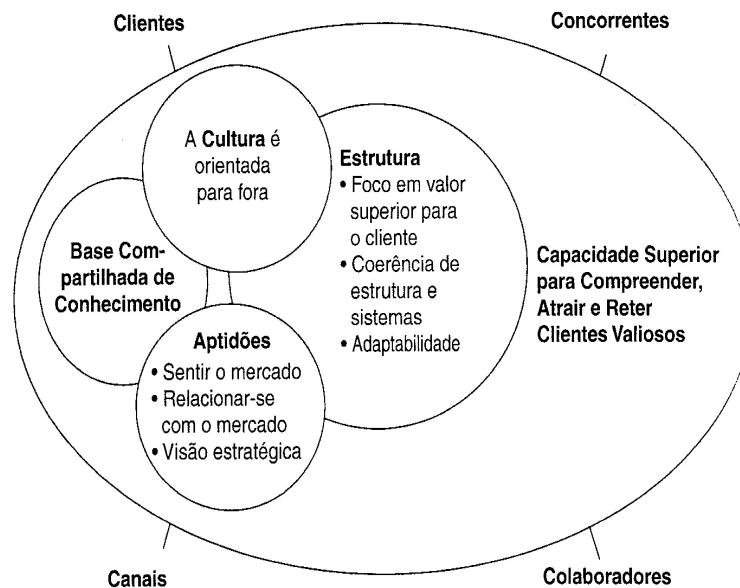 Clientes
Concorrentes
A Cultura é
orientada
para fora
Estrutura
• Foco em valor
superior para
o cliente
• Coerência de
estrutura e
sistemas
• Adaptabilidade
Base Com-
partilhada de
Conhecimento
Capacidade Superior
para Compreender,
Atrair e Reter
Clientes Valiosos
Aptidões
• Sentir o mercado
• Relacionar-se
com o mercado
• Visão estratégica
Canais
Colaboradores